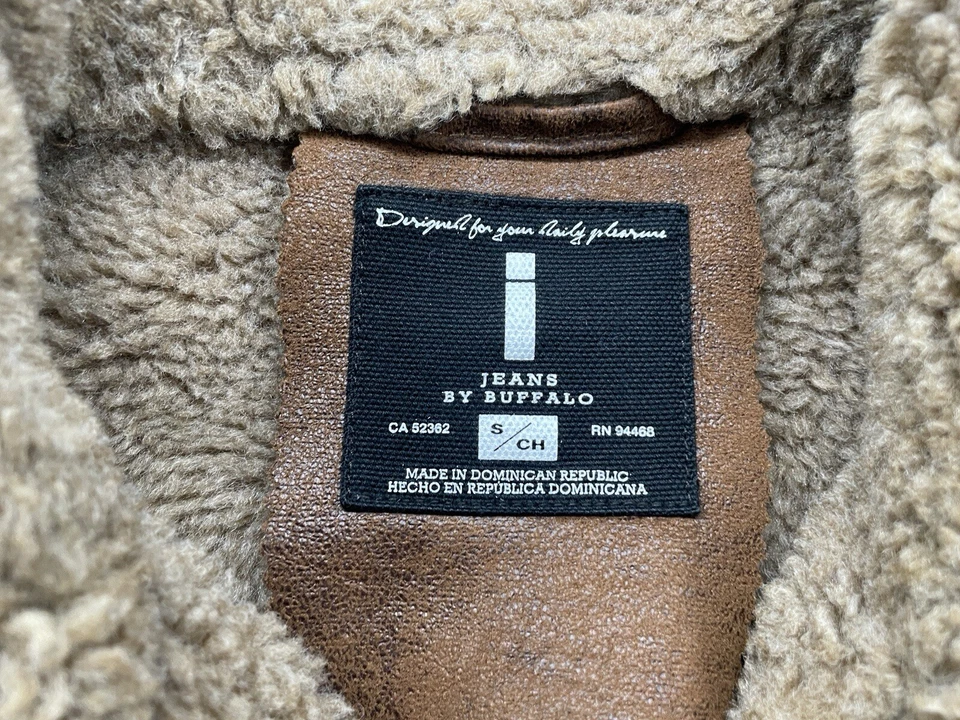 Designed for your daily pleasure
i
JEANS
BY BUFFALO
CA 52362 S/CH RN 94468
MADE IN DOMINICAN REPUBLIC
HECHO EN REPÚBLICA DOMINICANA